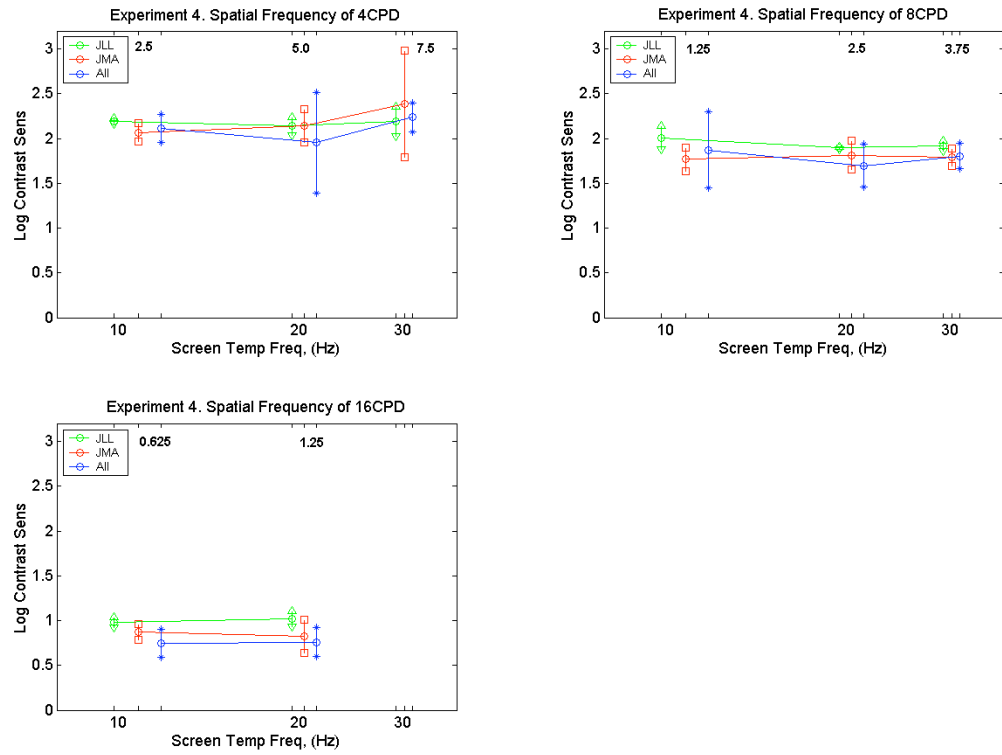 Experiment 4. Spatial Frequency of 4CPD
JLL
JMA
All
2.5
5.0
7.5
3
2.5
2
1.5
1
0.5
0
Log Contrast Sens
10
20
30
Screen Temp Freq, (Hz)
Experiment 4. Spatial Frequency of 8CPD
JLL
JMA
All
1.25
2.5
3.75
3
2.5
2
1.5
1
0.5
0
Log Contrast Sens
10
20
30
Screen Temp Freq, (Hz)
Experiment 4. Spatial Frequency of 16CPD
JLL
JMA
All
0.625
1.25
3
2.5
2
1.5
1
0.5
0
Log Contrast Sens
10
20
30
Screen Temp Freq, (Hz)